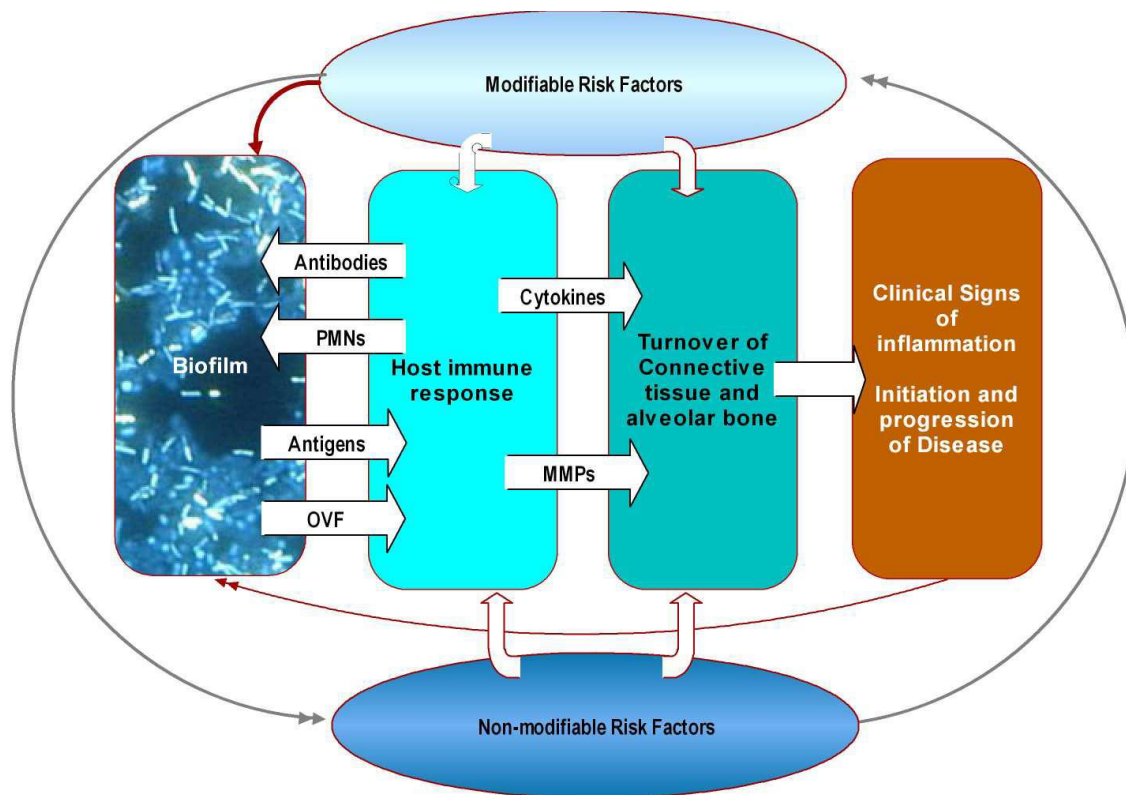 Modifiable Risk Factors
Biofilm
Antibodies
PMNs
Antigens
OVF
Host immune
response
Cytokines
MMPs
Turnover of
Connective
tissue and
alveolar bone
Clinical Signs
of
inflammation
Initiation and
progression
of Disease
Non-modifiable Risk Factors